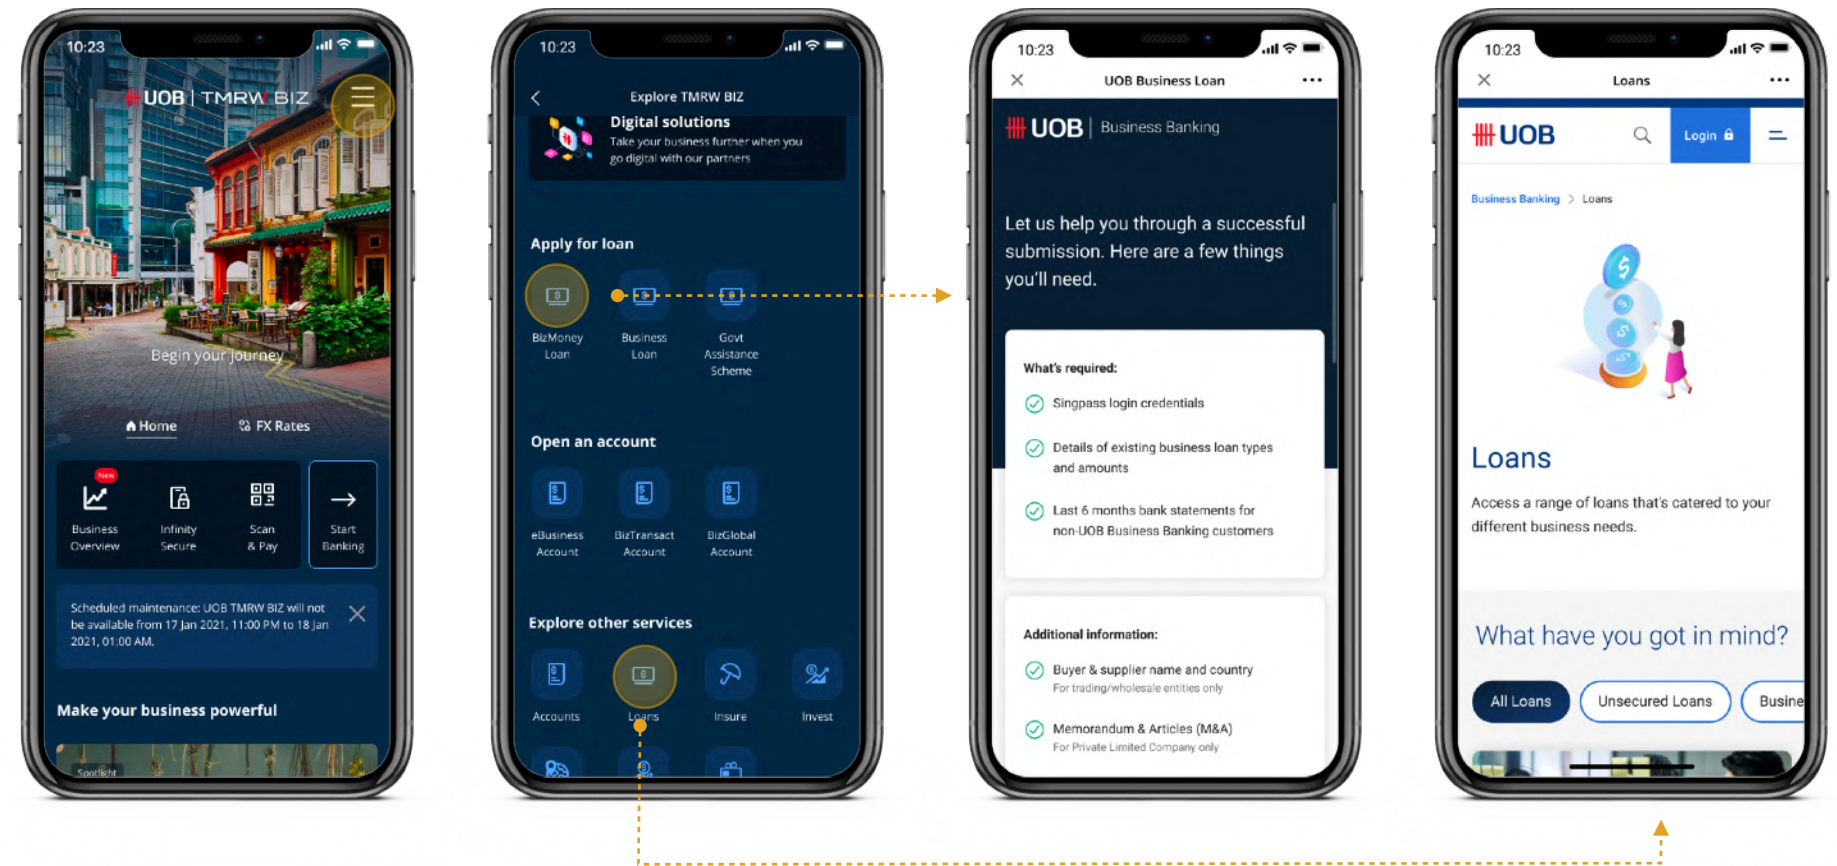 10:23
UOB | TMRW BIZ
Begin your journey
Home
FX Rates
New
Business
Overview
Infinity
Secure
Scan
& Pay
Start
Banking
Scheduled maintenance: UOB TMRW BIZ will not
be available from 17 Jan 2021, 11:00 PM to 18 Jan
2021, 01:00 AM.
Make your business powerful
Spotlight
10:23
Explore TMRW BIZ
Digital solutions
Take your business further when you
go digital with our partners
Apply for loan
BizMoney
Loan
Business
Loan
Govt
Assistance
Scheme
Open an account
eBusiness
Account
BizTransact
Account
BizGlobal
Account
Explore other services
Accounts
Loans
Insure
Invest
10:23
UOB Business Loan
UOB | Business Banking
Let us help you through a successful
submission. Here are a few things
you'll need.
What's required:
Singpass login credentials
Details of existing business loan types
and amounts
Last 6 months bank statements for
non-UOB Business Banking customers
Additional information:
Buyer & supplier name and country
For trading/wholesale entities only
Memorandum & Articles (M&A)
For Private Limited Company only
10:23
Loans
UOB
Login
Business Banking > Loans
Loans
Access a range of loans that's catered to your
different business needs.
What have you got in mind?
All Loans
Unsecured Loans
Busine